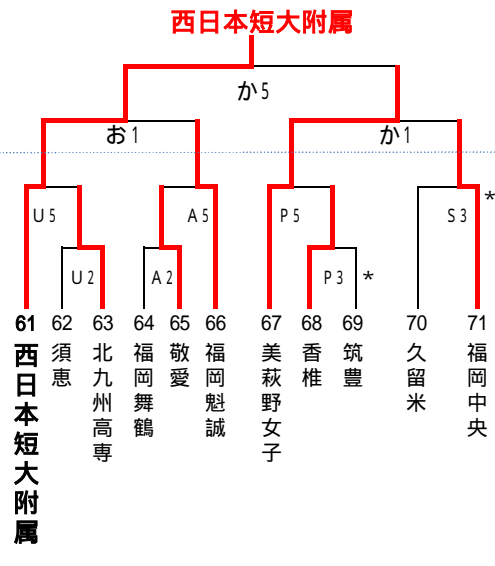 西日本短大附属
か5
お1
か1
U5
A5
P5
S3
*
U2
A2
P3
*
61
62
63
64
65
66
67
68
69
70
71
西日本短大附属
須恵
北九州高専
福岡舞鶴
敬愛
福岡魁誠
美萩野女子
香椎
筑豊
久留米
福岡中央